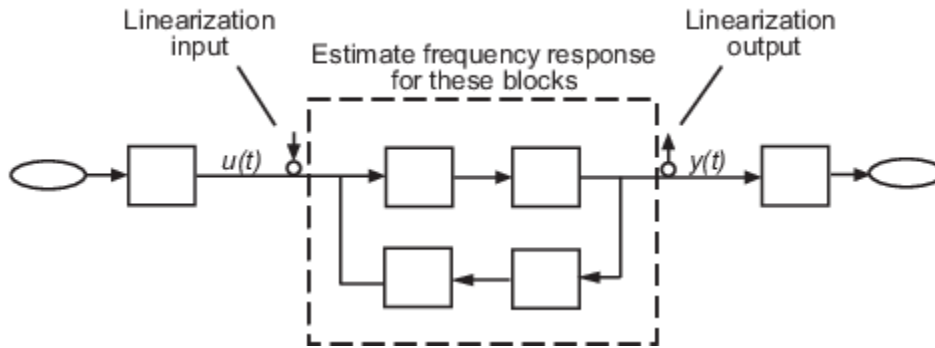 Linearization
input
Estimate frequency response
for these blocks
Linearization
output
u(t)
y(t)